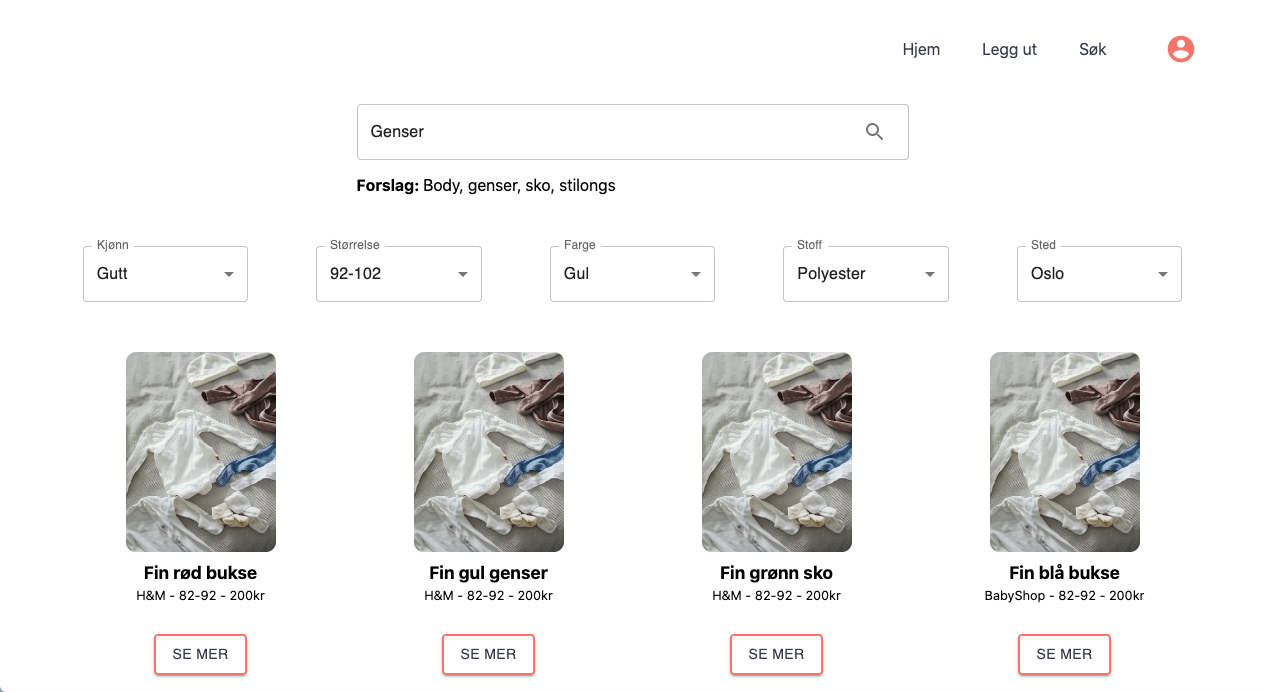 Hjem Legg ut Søk
Genser
Forslag: Body, genser, sko, stilongs
Kjønn Størrelse Farge Stoff Sted
Gutt 92-102 Gul Polyester Oslo
Fin rød bukse Fin gul genser Fin grønn sko Fin blå bukse
H&M - 82-92 - 200kr H&M - 82-92 - 200kr H&M - 82-92 - 200kr BabyShop - 82-92 - 200kr
SE MER SE MER SE MER SE MER